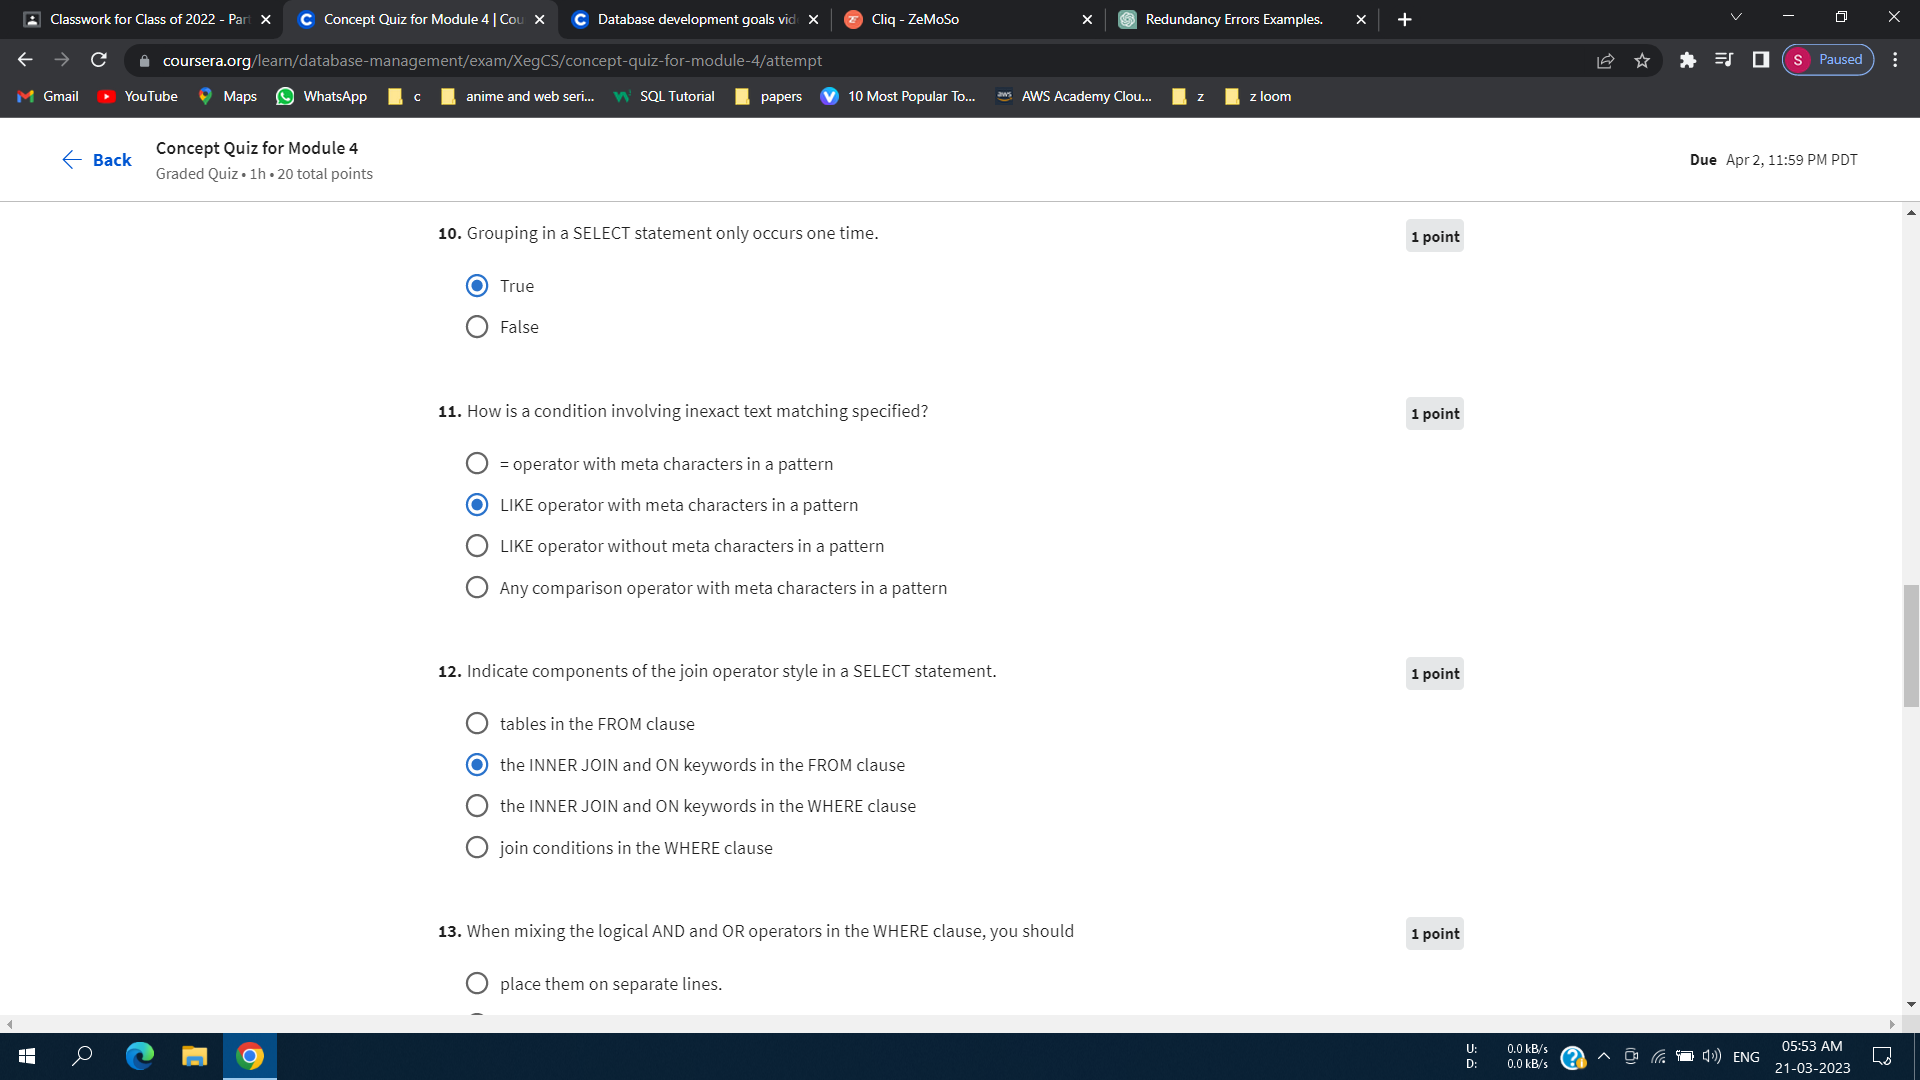 Classwork for Class of 2022 - Par
Concept Quiz for Module 4 | Cou
Database development goals vid
Cliq - ZeMoSo
Redundancy Errors Examples.
coursera.org/learn/database-management/exam/XegCS/concept-quiz-for-module-4/attempt
S Paused
Gmail YouTube Maps WhatsApp c anime and web seri... SQL Tutorial papers 10 Most Popular To... AWS Academy Clou... z z loom
Back
Concept Quiz for Module 4
Graded Quiz • 1h • 20 total points
Due Apr 2, 11:59 PM PDT
10. Grouping in a SELECT statement only occurs one time.
1 point
True
False
11. How is a condition involving inexact text matching specified?
1 point
= operator with meta characters in a pattern
LIKE operator with meta characters in a pattern
LIKE operator without meta characters in a pattern
Any comparison operator with meta characters in a pattern
12. Indicate components of the join operator style in a SELECT statement.
1 point
tables in the FROM clause
the INNER JOIN and ON keywords in the FROM clause
the INNER JOIN and ON keywords in the WHERE clause
join conditions in the WHERE clause
13. When mixing the logical AND and OR operators in the WHERE clause, you should
1 point
place them on separate lines.
U: 0.0 kB/s
D: 0.0 kB/s
ENG
05:53 AM
21-03-2023